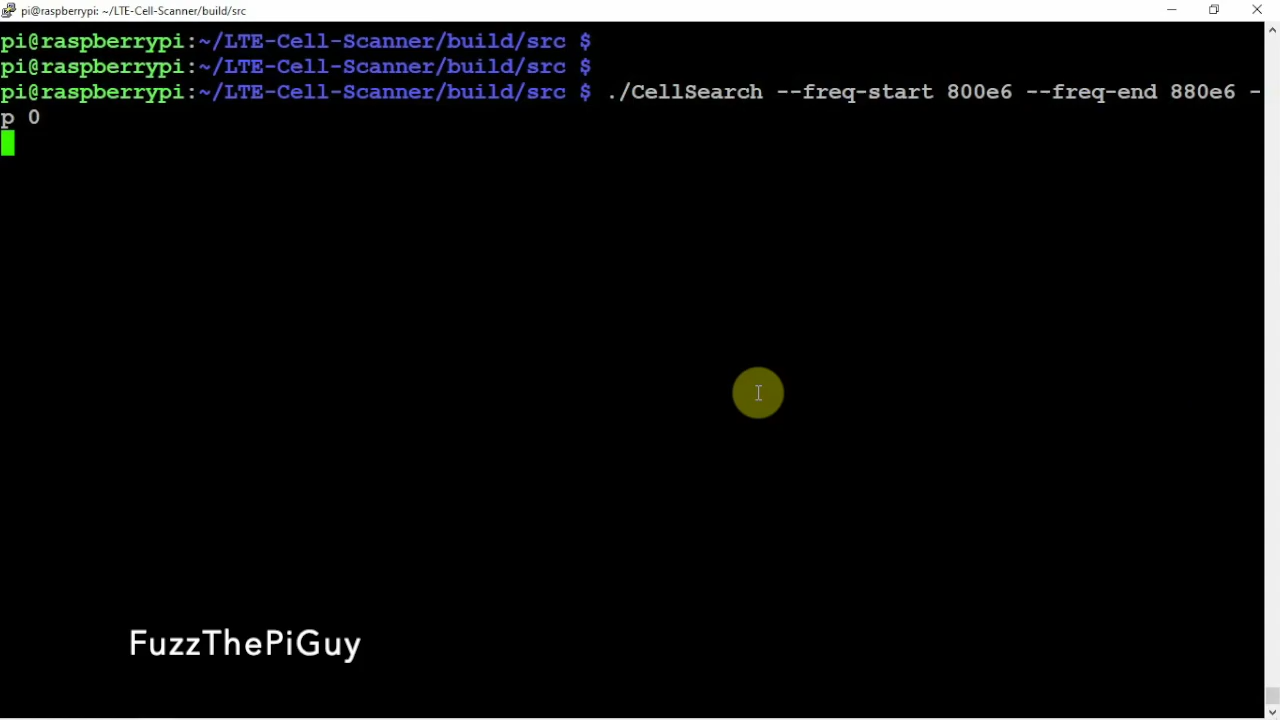 pi@raspberrypi: ~/LTE-Cell-Scanner/build/src
pi@raspberrypi:~/LTE-Cell-Scanner/build/src $
pi@raspberrypi:~/LTE-Cell-Scanner/build/src $
pi@raspberrypi:~/LTE-Cell-Scanner/build/src $ ./CellSearch --freq-start 800e6 --freq-end 880e6 -
p 0
FuzzThePiGuy